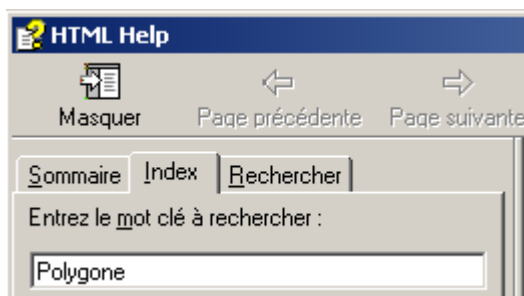 HTML Help
Masquer Page précédente Page suivante
Sommaire Index Rechercher
Entrez le mot clé à rechercher :
Polygone